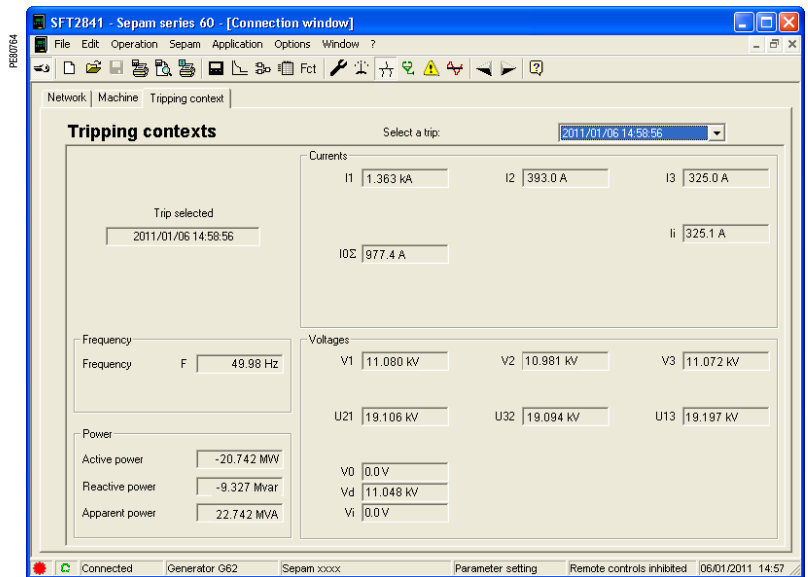 PE80764
SFT2841 - Sepam series 60 - [Connection window]
File Edit Operation Sepam Application Options Window ?
Fct
Network Machine Tripping context
Tripping contexts
Select a trip: 2011/01/06 14:58:56
Trip selected
2011/01/06 14:58:56
Currents
I1 1.363 kA I2 393.0 A I3 325.0 A
Ii 325.1 A
I0Σ 977.4 A
Frequency
Frequency F 49.98 Hz
Power
Active power -20.742 MW
Reactive power -9.327 Mvar
Apparent power 22.742 MVA
Voltages
V1 11.080 kV V2 10.981 kV V3 11.072 kV
U21 19.106 kV U32 19.094 kV U13 19.197 kV
V0 0.0 V
Vd 11.048 kV
Vi 0.0 V
Connected Generator G62 Sepam xxxx Parameter setting Remote controls inhibited 06/01/2011 14:57